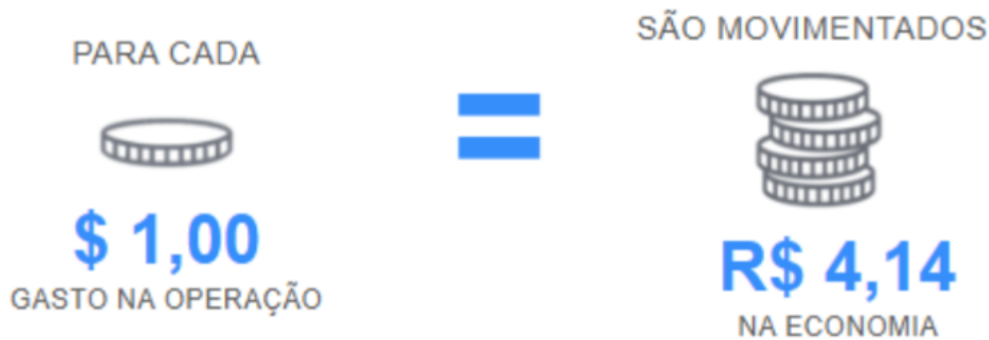 PARA CADA
$ 1,00
GASTO NA OPERAÇÃO
SÃO MOVIMENTADOS
R$ 4,14
NA ECONOMIA